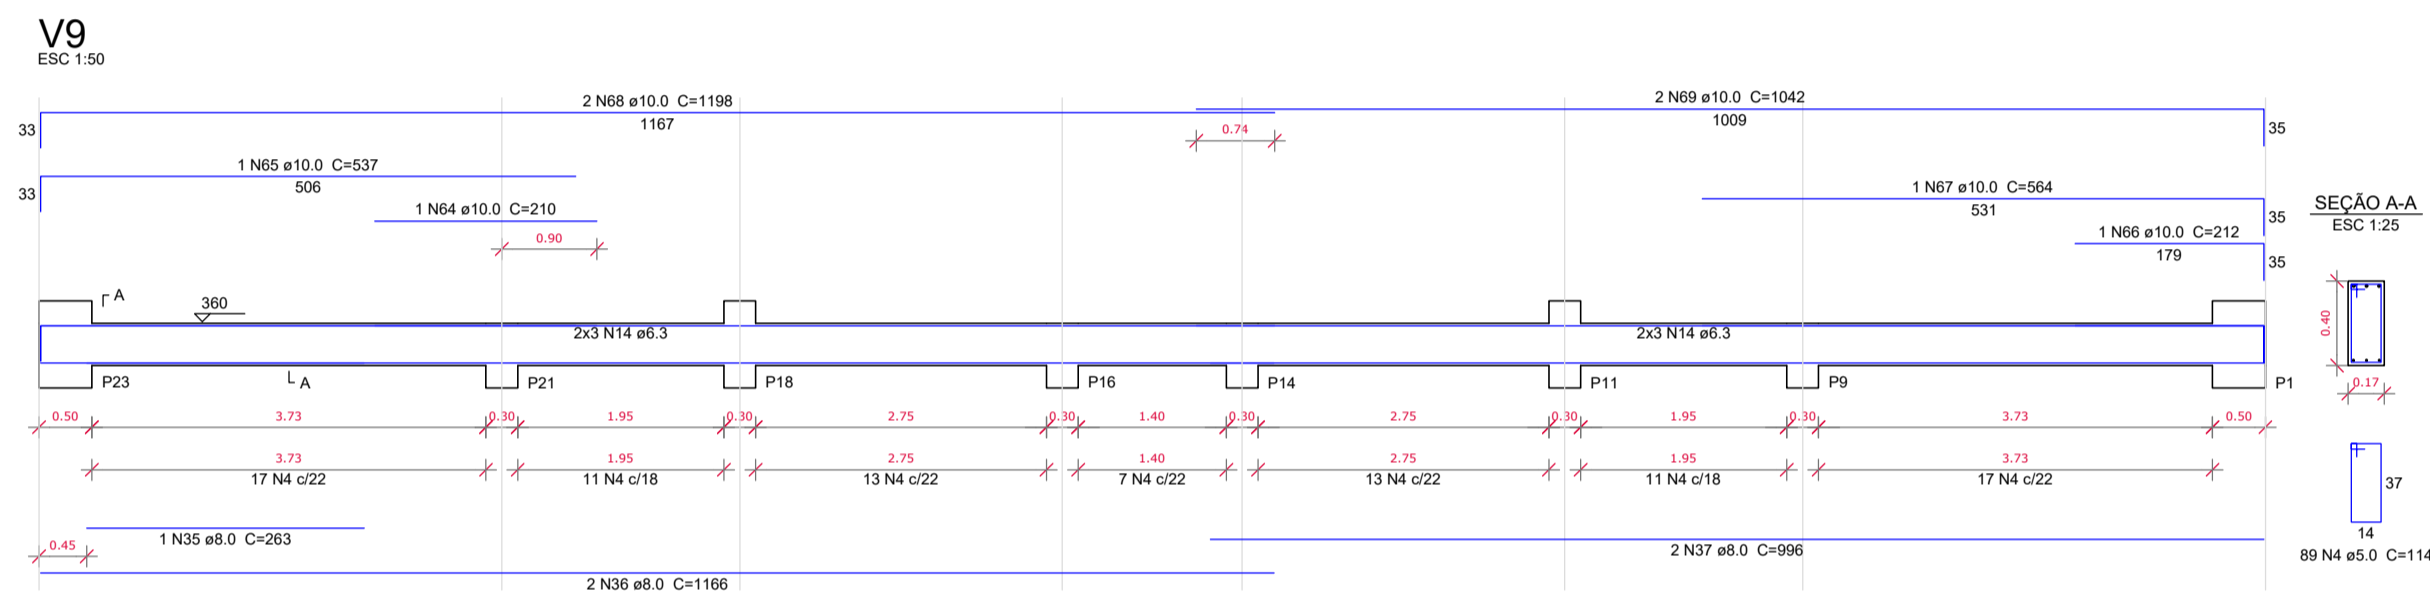 V9
ESC 1:50
2 N68 ø10.0 C=1198
1167
33
2 N69 ø10.0 C=1042
1009
35
0.74
1 N65 ø10.0 C=537
506
33
1 N64 ø10.0 C=210
0.90
1 N67 ø10.0 C=564
531
35
1 N66 ø10.0 C=212
179
35
SEÇÃO A-A
ESC 1:25
A
360
2x3 N14 ø6.3
2x3 N14 ø6.3
0.40
0.17
A
P23
P21
P18
P16
P14
P11
P9
P1
0.50 3.73 0.30 1.95 0.30 2.75 0.30 1.40 0.30 2.75 0.30 1.95 0.30 3.73 0.50
3.73 1.95 2.75 1.40 2.75 1.95 3.73
17 N4 c/22 11 N4 c/18 13 N4 c/22 7 N4 c/22 13 N4 c/22 11 N4 c/18 17 N4 c/22
37
14
89 N4 ø5.0 C=114
0.45
1 N35 ø8.0 C=263
2 N37 ø8.0 C=996
2 N36 ø8.0 C=1166